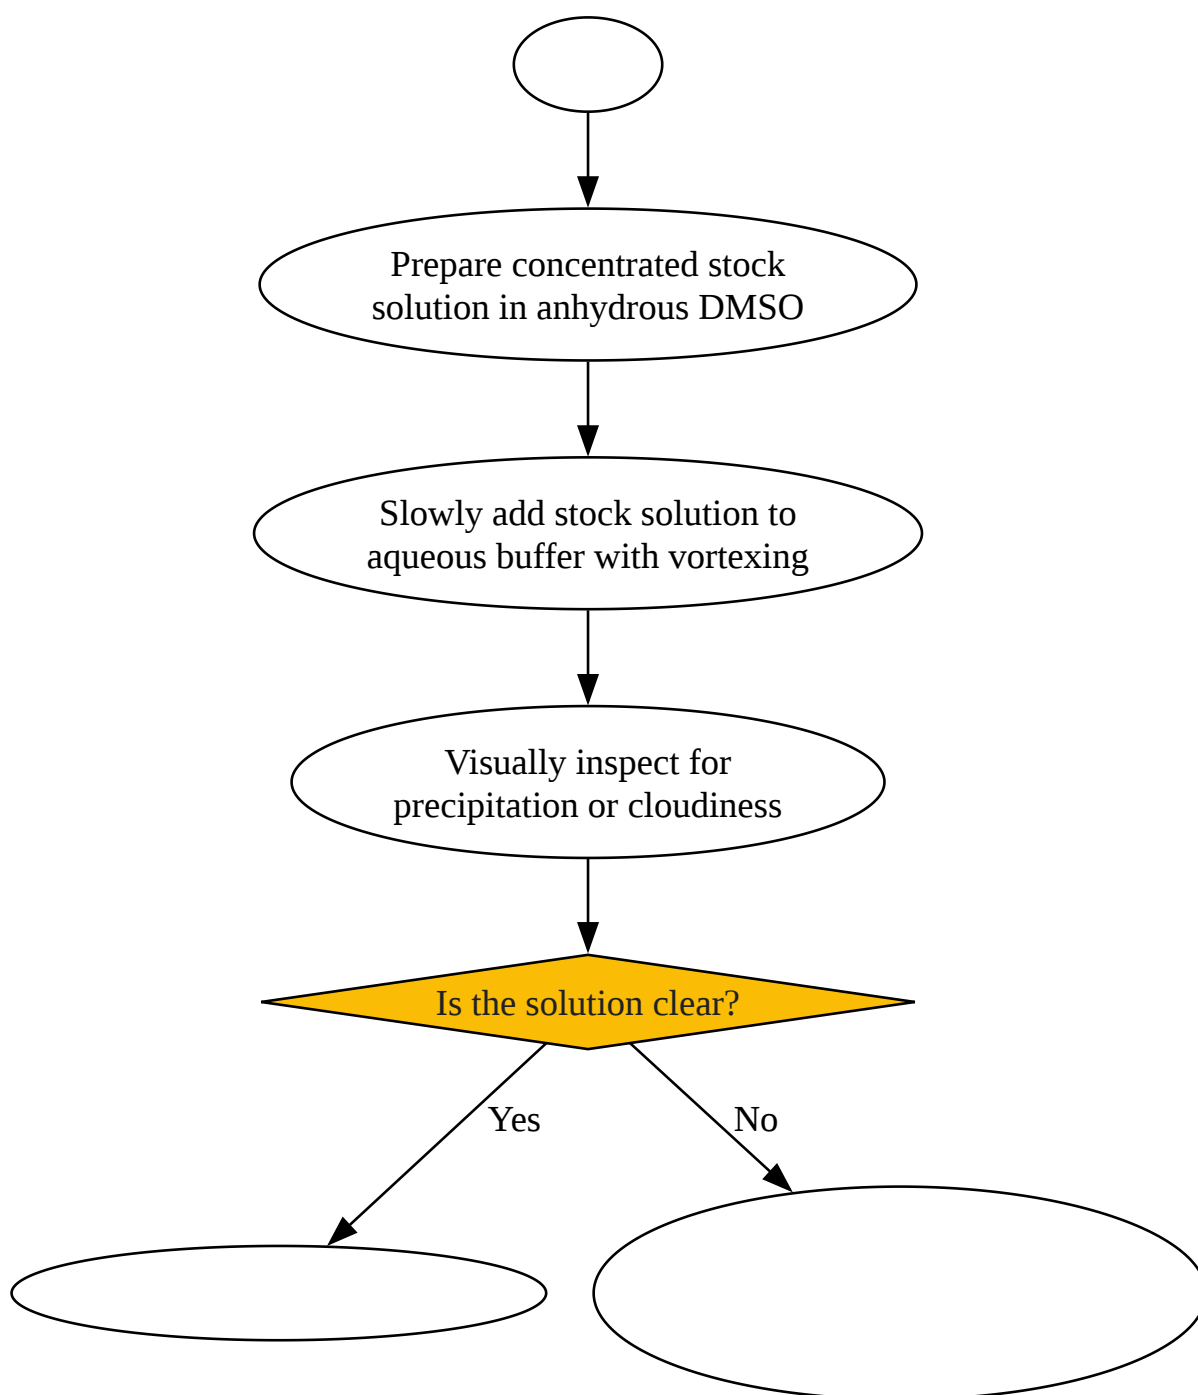 Prepare concentrated stock
solution in anhydrous DMSO
Slowly add stock solution to
aqueous buffer with vortexing
Visually inspect for
precipitation or cloudiness
Is the solution clear?
Yes
No